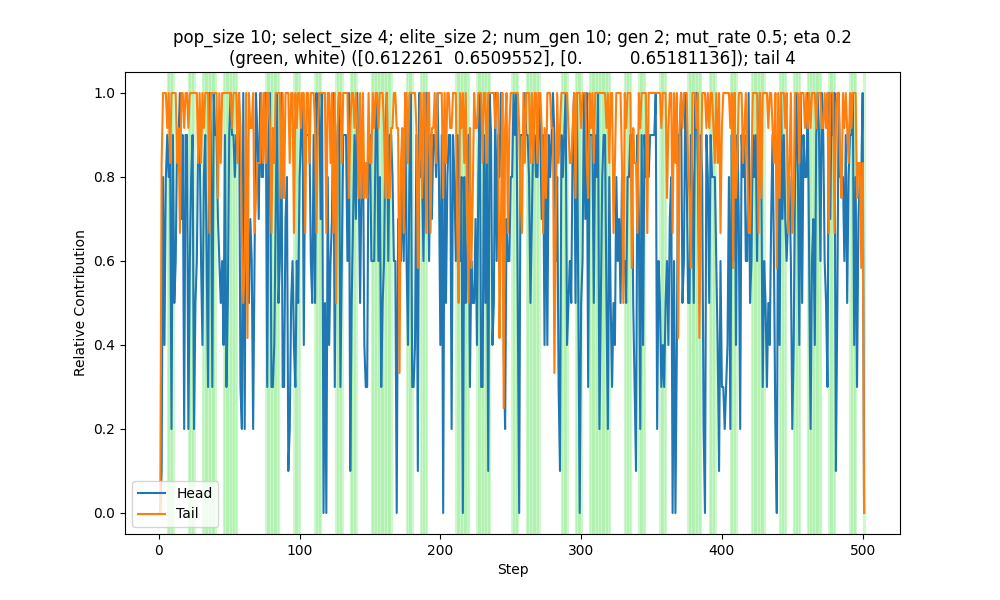 pop_size 10; select_size 4; elite_size 2; num_gen 10; gen 2; mut_rate 0.5; eta 0.2
(green, white) ([0.612261  0.6509552], [0.         0.65181136]); tail 4
1.0
0.8
0.6
0.4
0.2
0.0
Relative Contribution
Head
Tail
0
100
200
300
400
500
Step